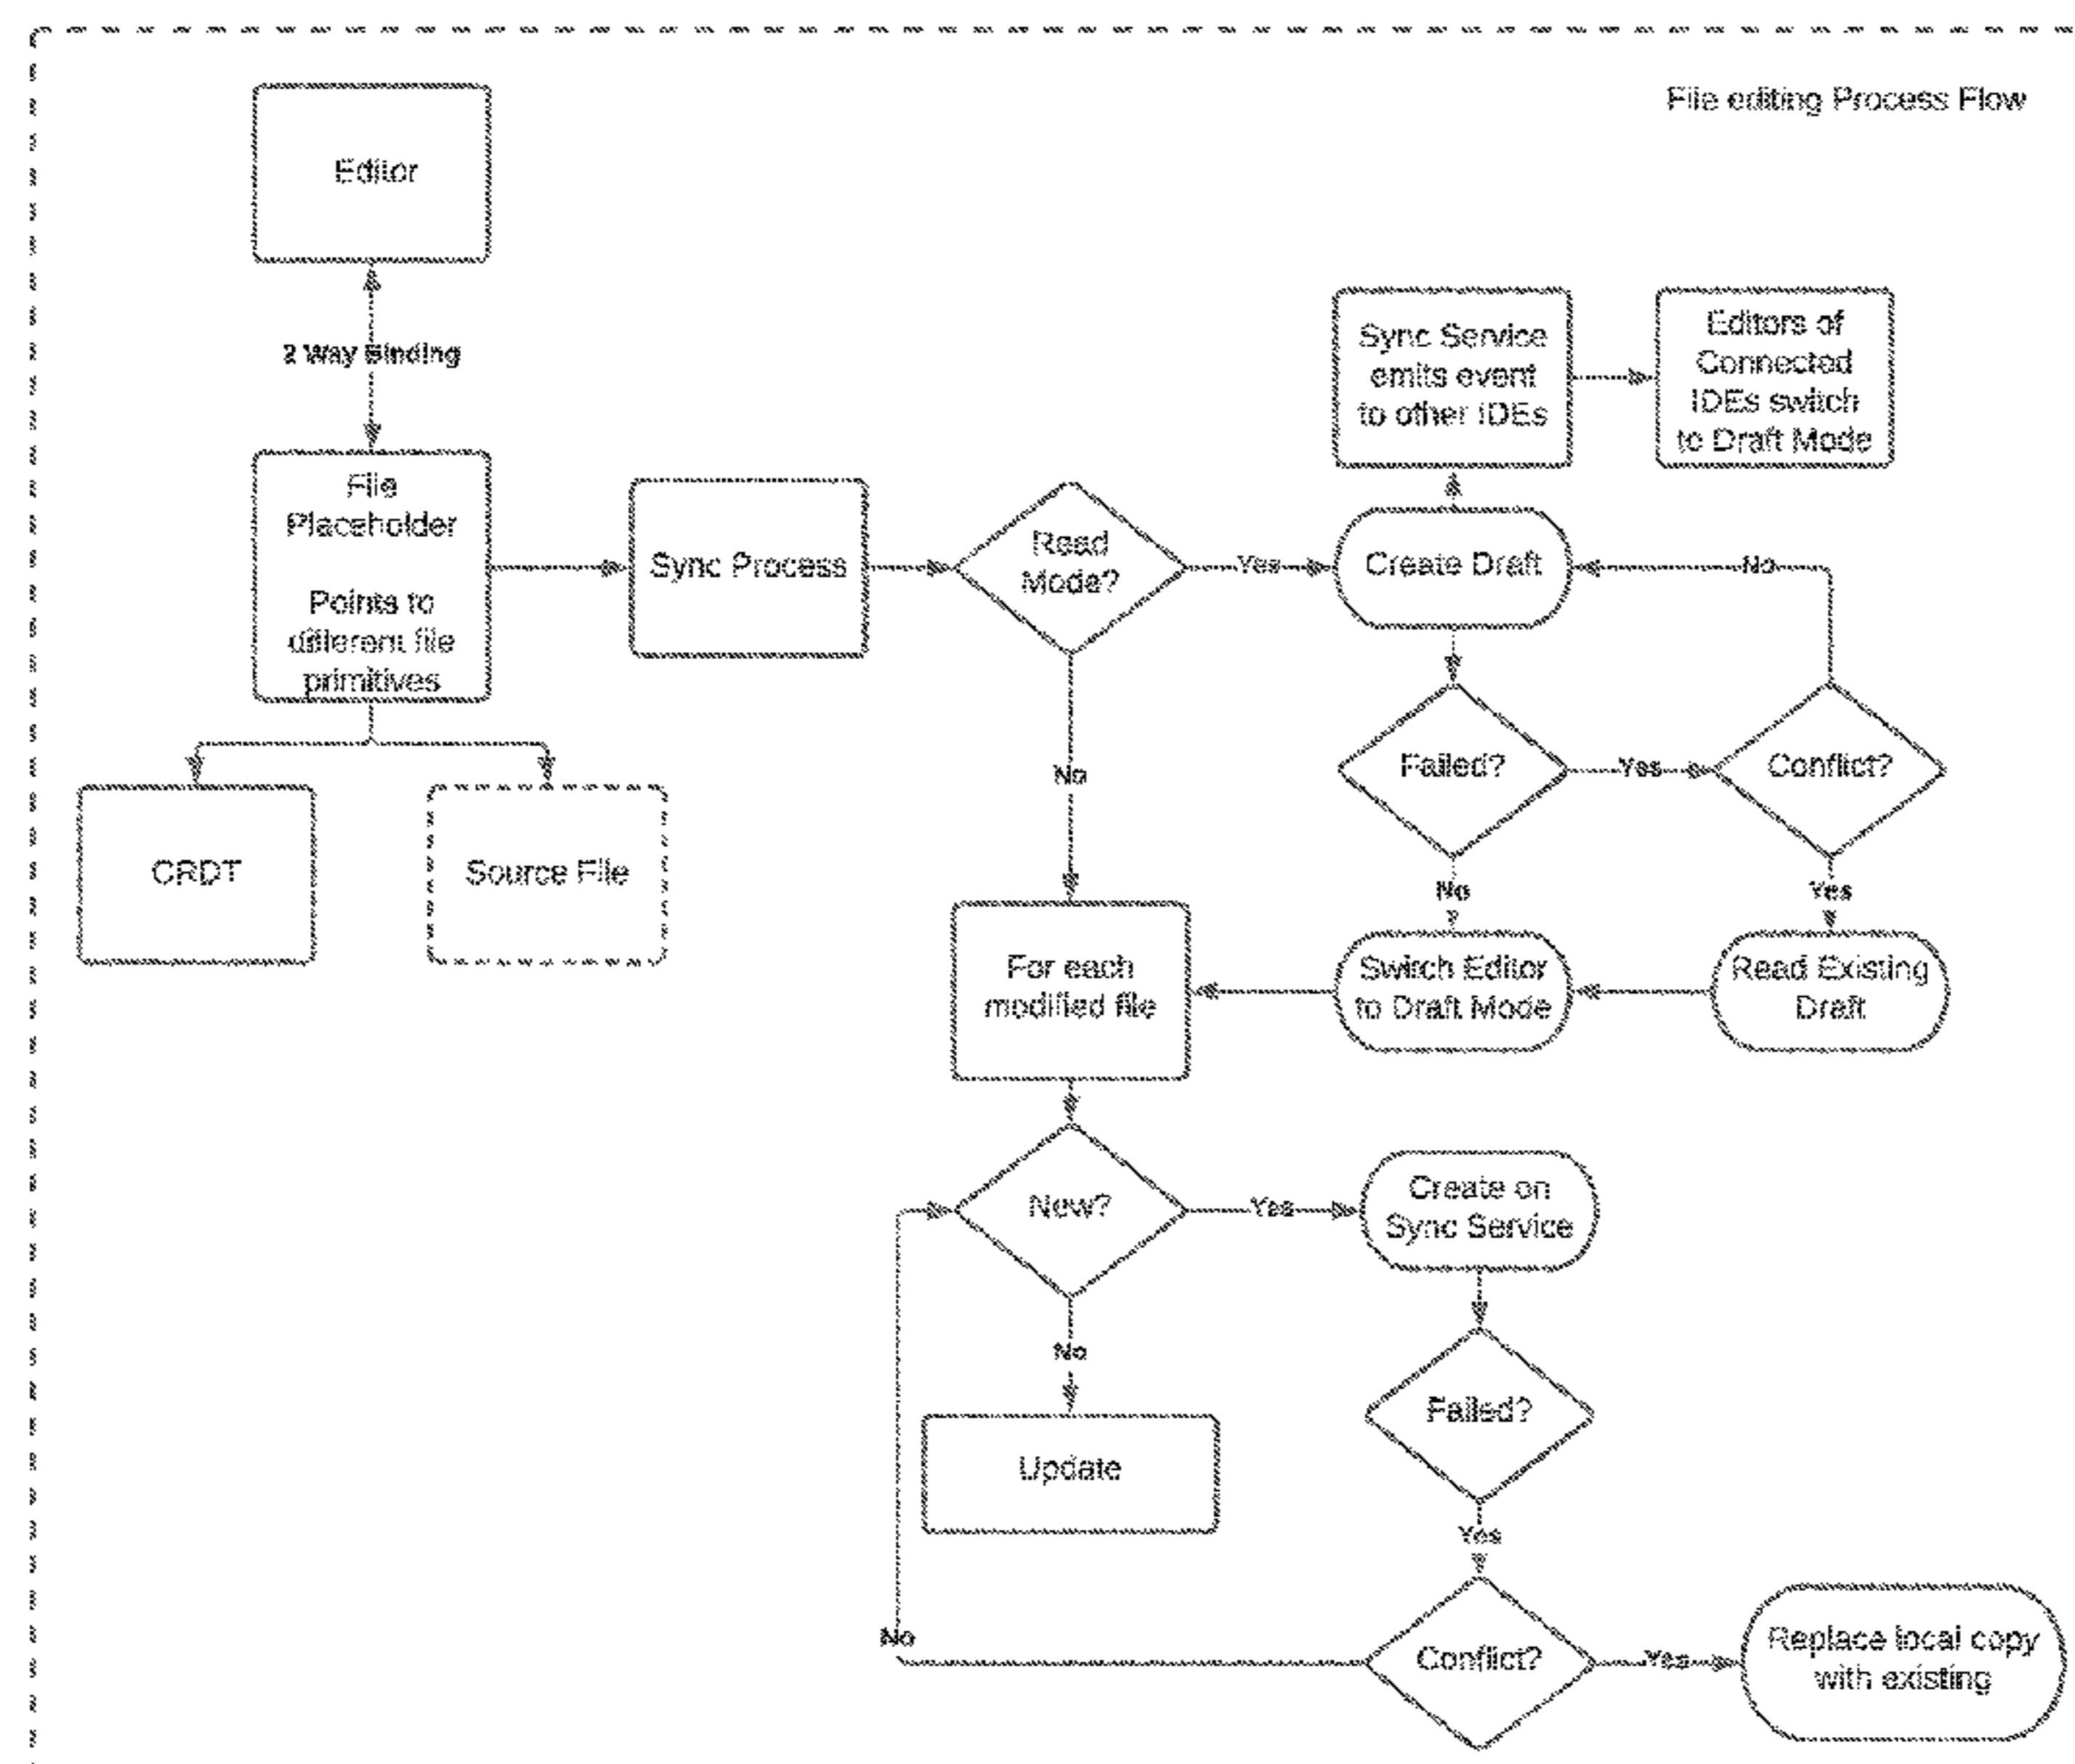 File editing Process Flow
Editor
2 Way Binding
File
Placeholder
Points to
different file
primitives
CRDT
Source File
Sync Process
Read
Mode?
Yes
No
Create Draft
Sync Service
emits event
to other IDEs
Editors of
Connected
IDEs switch
to Draft Mode
Failed?
Yes
Conflict?
No
No
Yes
Switch Editor
to Draft Mode
Read Existing
Draft
For each
modified file
New?
Yes
Create on
Sync Service
No
Update
Failed?
Yes
Conflict?
No
Yes
Replace local copy
with existing